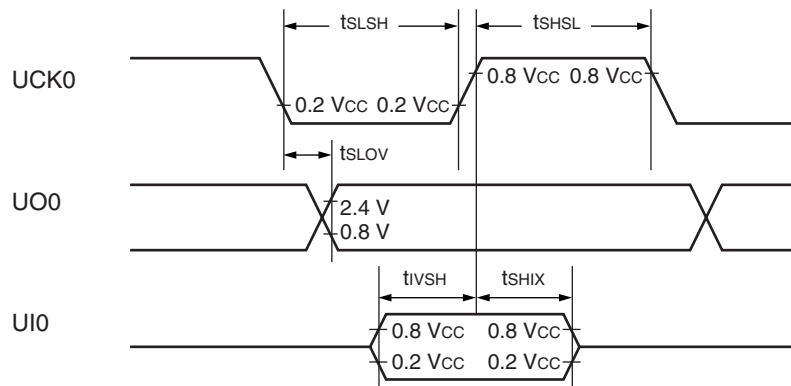 tSLSH tSHSL
UCK0
0.2 VCC 0.2 VCC 0.8 VCC 0.8 VCC
tSLOV
UO0
2.4 V
0.8 V
tIVSH tSHIX
UI0
0.8 VCC 0.8 VCC
0.2 VCC 0.2 VCC